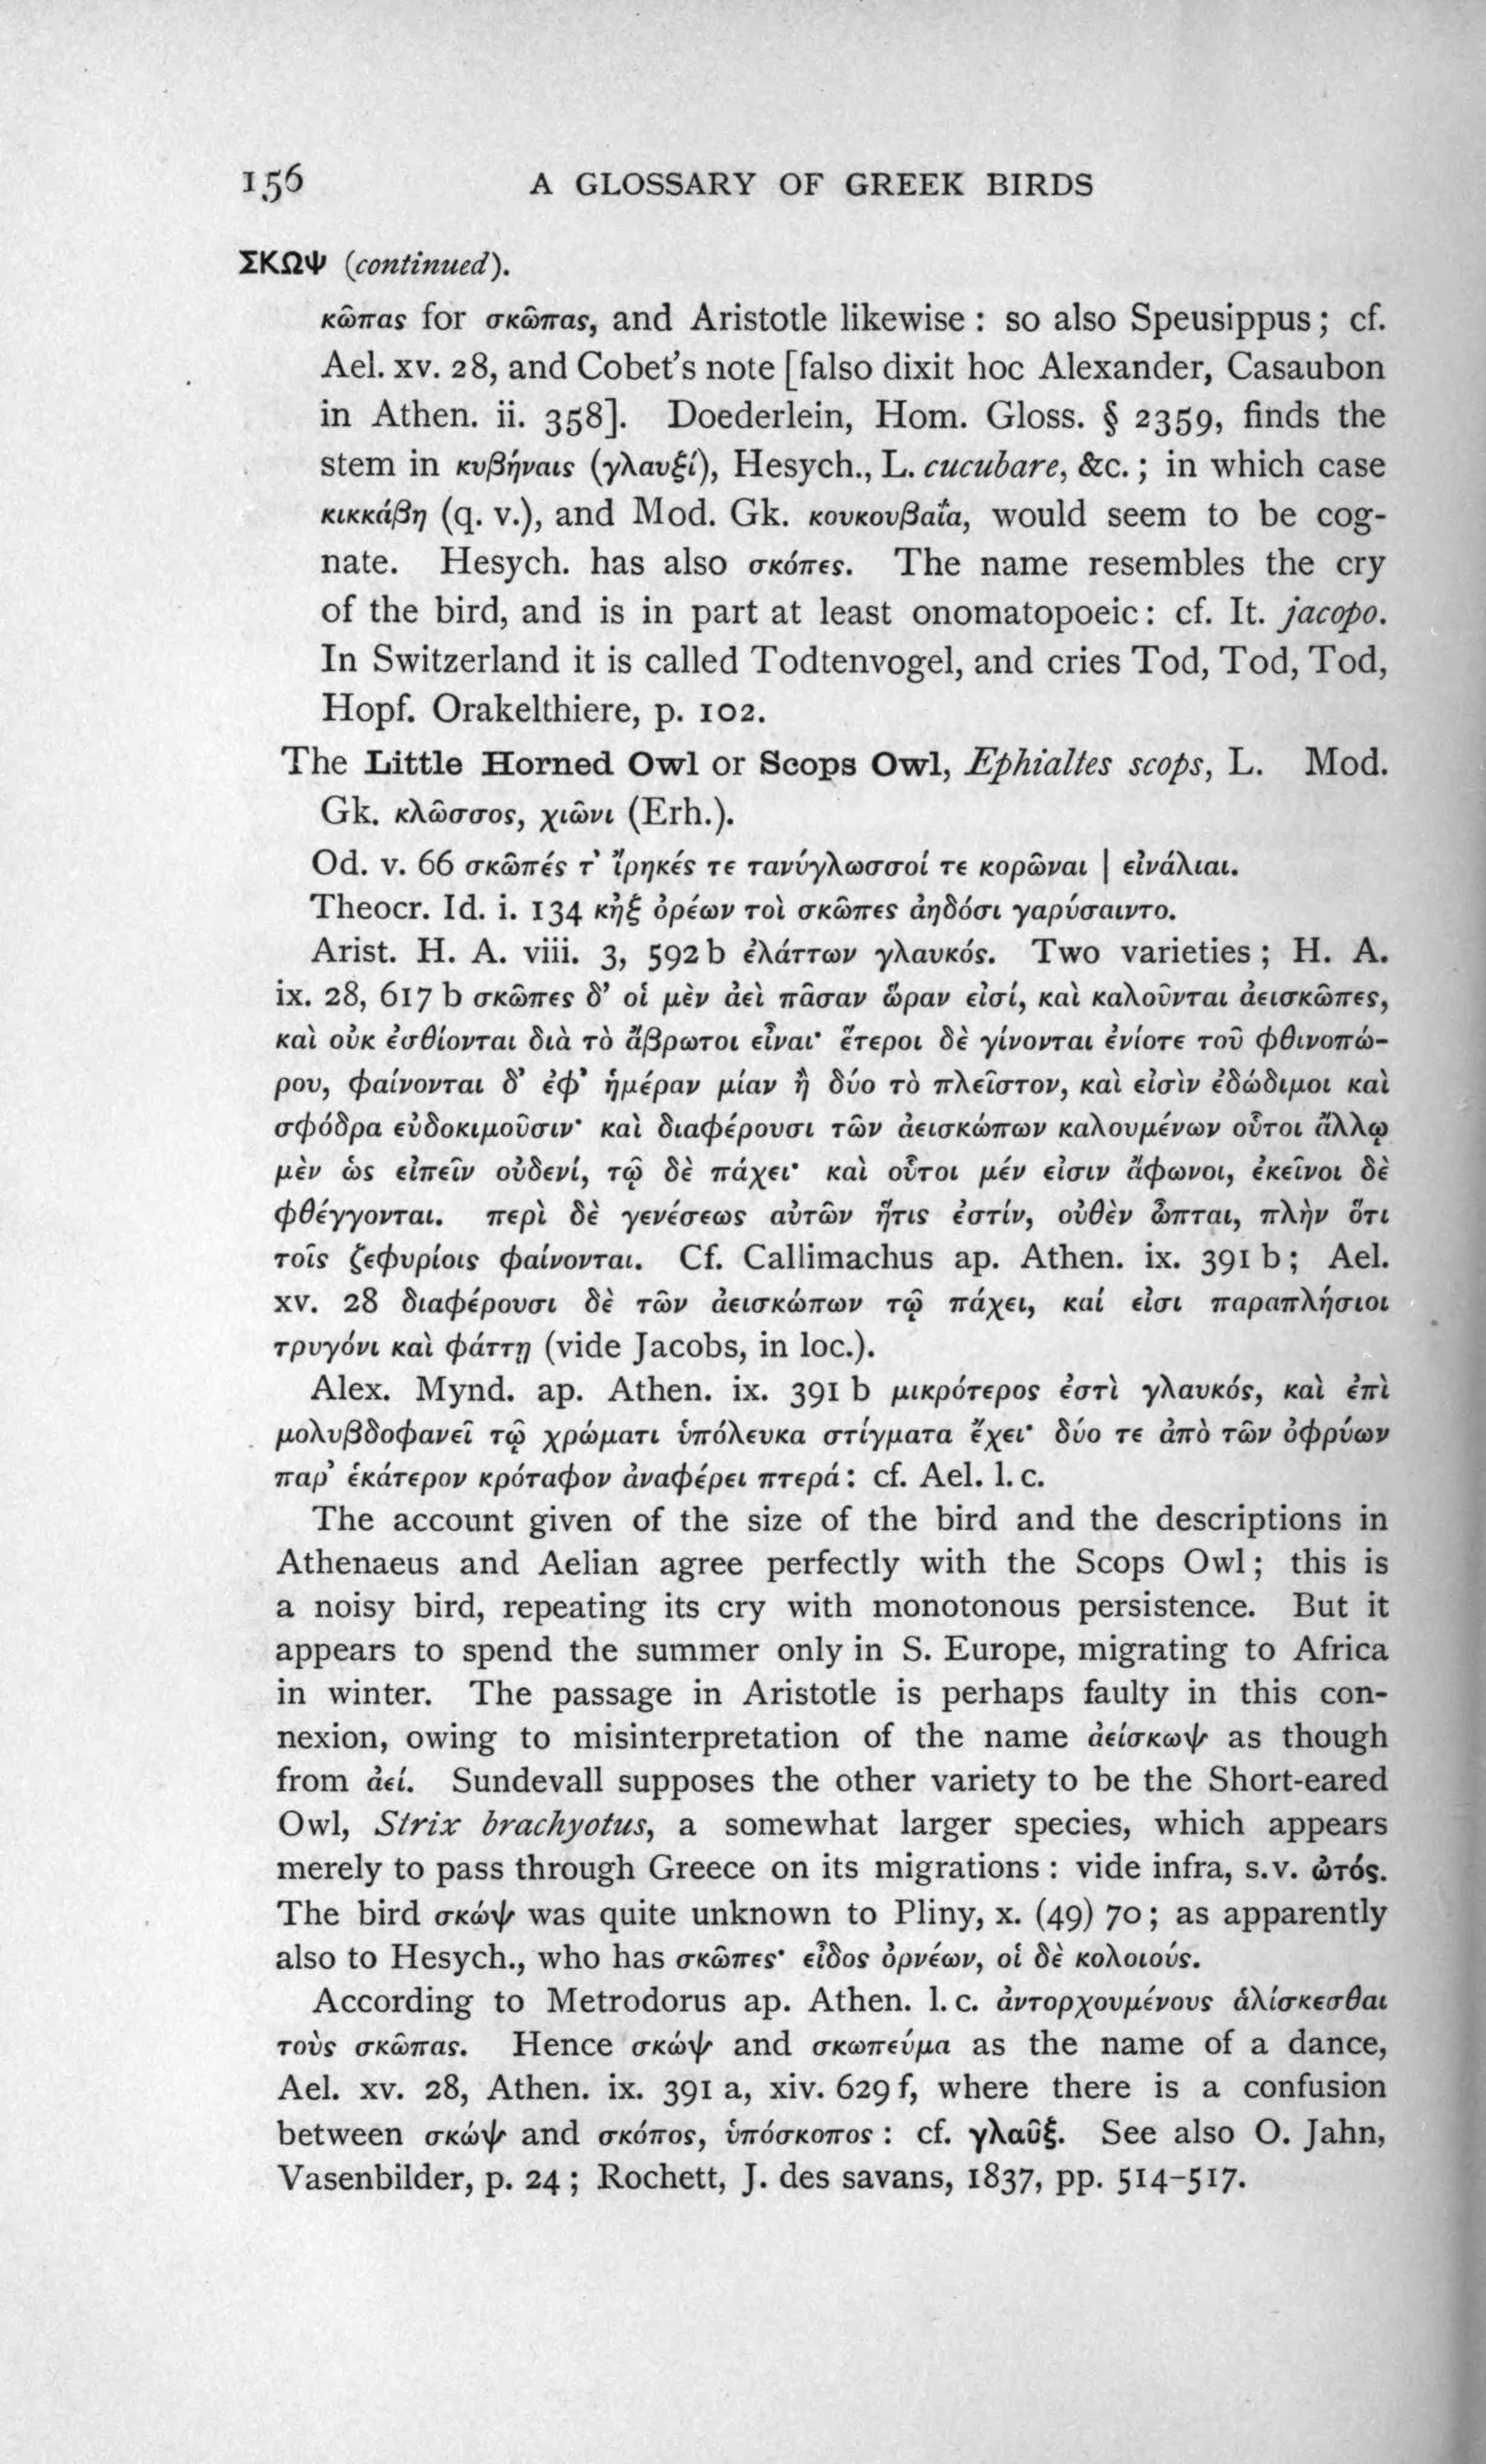 156 A GLOSSARY OF GREEK BIRDS
ΣΚΩΨ (continued).
κῶπας for σκῶπας, and Aristotle likewise : so also Speusippus ; cf.
Ael. xv. 28, and Cobet's note [falso dixit hoc Alexander, Casaubon
in Athen. ii. 358]. Doederlein, Hom. Gloss. § 2359, finds the
stem in κυβήναις (γλαυξί), Hesych., L. cucubare, &c. ; in which case
κικκάβη (q. v.), and Mod. Gk. κουκουβαΐα, would seem to be cog-
nate. Hesych. has also σκόπες. The name resembles the cry
of the bird, and is in part at least onomatopoeic : cf. It. jacopo.
In Switzerland it is called Todtenvogel, and cries Tod, Tod, Tod,
Hopf. Orakelthiere, p. 102.
The Little Horned Owl or Scops Owl, Ephialtes scops, L. Mod.
Gk. κλῶσσος, χιῶνι (Erh.).
Od. v. 66 σκῶπές τ' ἴρηκές τε τανύγλωσσοί τε κορῶναι | εἰνάλιαι.
Theocr. Id. i. 134 κἠξ ὀρέων τοὶ σκῶπες ἀηδόσι γαρύσαιντο.
Arist. H. A. viii. 3, 592 b ἐλάττων γλαυκός. Two varieties ; H. A.
ix. 28, 617 b σκῶπες δ' οἱ μὲν ἀεὶ πᾶσαν ὥραν εἰσί, καὶ καλοῦνται ἀεισκῶπες,
καὶ οὐκ ἐσθίονται διὰ τὸ ἄβρωτοι εἶναι· ἕτεροι δὲ γίνονται ἐνίοτε τοῦ φθινοπώ-
ρου, φαίνονται δ' ἐφ' ἡμέραν μίαν ἢ δύο τὸ πλεῖστον, καὶ εἰσὶν ἐδώδιμοι καὶ
σφόδρα εὐδοκιμοῦσιν· καὶ διαφέρουσι τῶν ἀεισκώπων καλουμένων οὗτοι ἄλλῳ
μὲν ὡς εἰπεῖν οὐδενί, τῷ δὲ πάχει· καὶ οὗτοι μέν εἰσιν ἄφωνοι, ἐκεῖνοι δὲ
φθέγγονται. περὶ δὲ γενέσεως αὐτῶν ἥτις ἐστίν, οὐθὲν ὦπται, πλὴν ὅτι
τοῖς ζεφυρίοις φαίνονται. Cf. Callimachus ap. Athen. ix. 391 b ; Ael.
xv. 28 διαφέρουσι δὲ τῶν ἀεισκώπων τῷ πάχει, καί εἰσι παραπλήσιοι
τρυγόνι καὶ φάττῃ (vide Jacobs, in loc.).
Alex. Mynd. ap. Athen. ix. 391 b μικρότερος ἐστὶ γλαυκός, καὶ ἐπὶ
μολυβδοφανεῖ τῷ χρώματι ὑπόλευκα στίγματα ἔχει· δύο τε ἀπὸ τῶν ὀφρύων
παρ' ἑκάτερον κρόταφον ἀναφέρει πτερά : cf. Ael. l. c.
The account given of the size of the bird and the descriptions in
Athenaeus and Aelian agree perfectly with the Scops Owl ; this is
a noisy bird, repeating its cry with monotonous persistence. But it
appears to spend the summer only in S. Europe, migrating to Africa
in winter. The passage in Aristotle is perhaps faulty in this con-
nexion, owing to misinterpretation of the name ἀείσκωψ as though
from ἀεί. Sundevall supposes the other variety to be the Short-eared
Owl, Strix brachyotus, a somewhat larger species, which appears
merely to pass through Greece on its migrations : vide infra, s.v. ὠτός.
The bird σκώψ was quite unknown to Pliny, x. (49) 70 ; as apparently
also to Hesych., who has σκῶπες· εἶδος ὀρνέων, οἱ δὲ κολοιούς.
According to Metrodorus ap. Athen. l. c. ἀντορχουμένους ἁλίσκεσθαι
τοὺς σκῶπας. Hence σκώψ and σκωπεύμα as the name of a dance,
Ael. xv. 28, Athen. ix. 391 a, xiv. 629 f, where there is a confusion
between σκώψ and σκόπος, ὑπόσκοπος : cf. γλαῦξ. See also O. Jahn,
Vasenbilder, p. 24 ; Rochett, J. des savans, 1837, pp. 514–517.